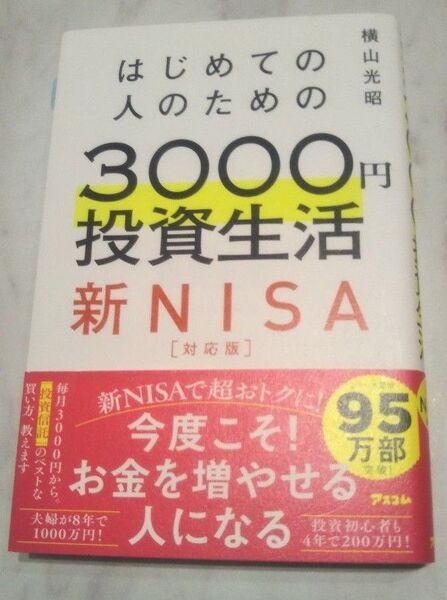 横山光昭
はじめての
人のための
3000円
投資生活
新NISA
[対応版]
新NISAで超おトクに!
今度こそ!
お金を増やせる
人になる
毎月3000円から。
「投資信託」のベストな
買い方、教えます
95
万部
突破!
アスコム
夫婦が8年で
1000万円!
投資初心者も
4年で200万円!